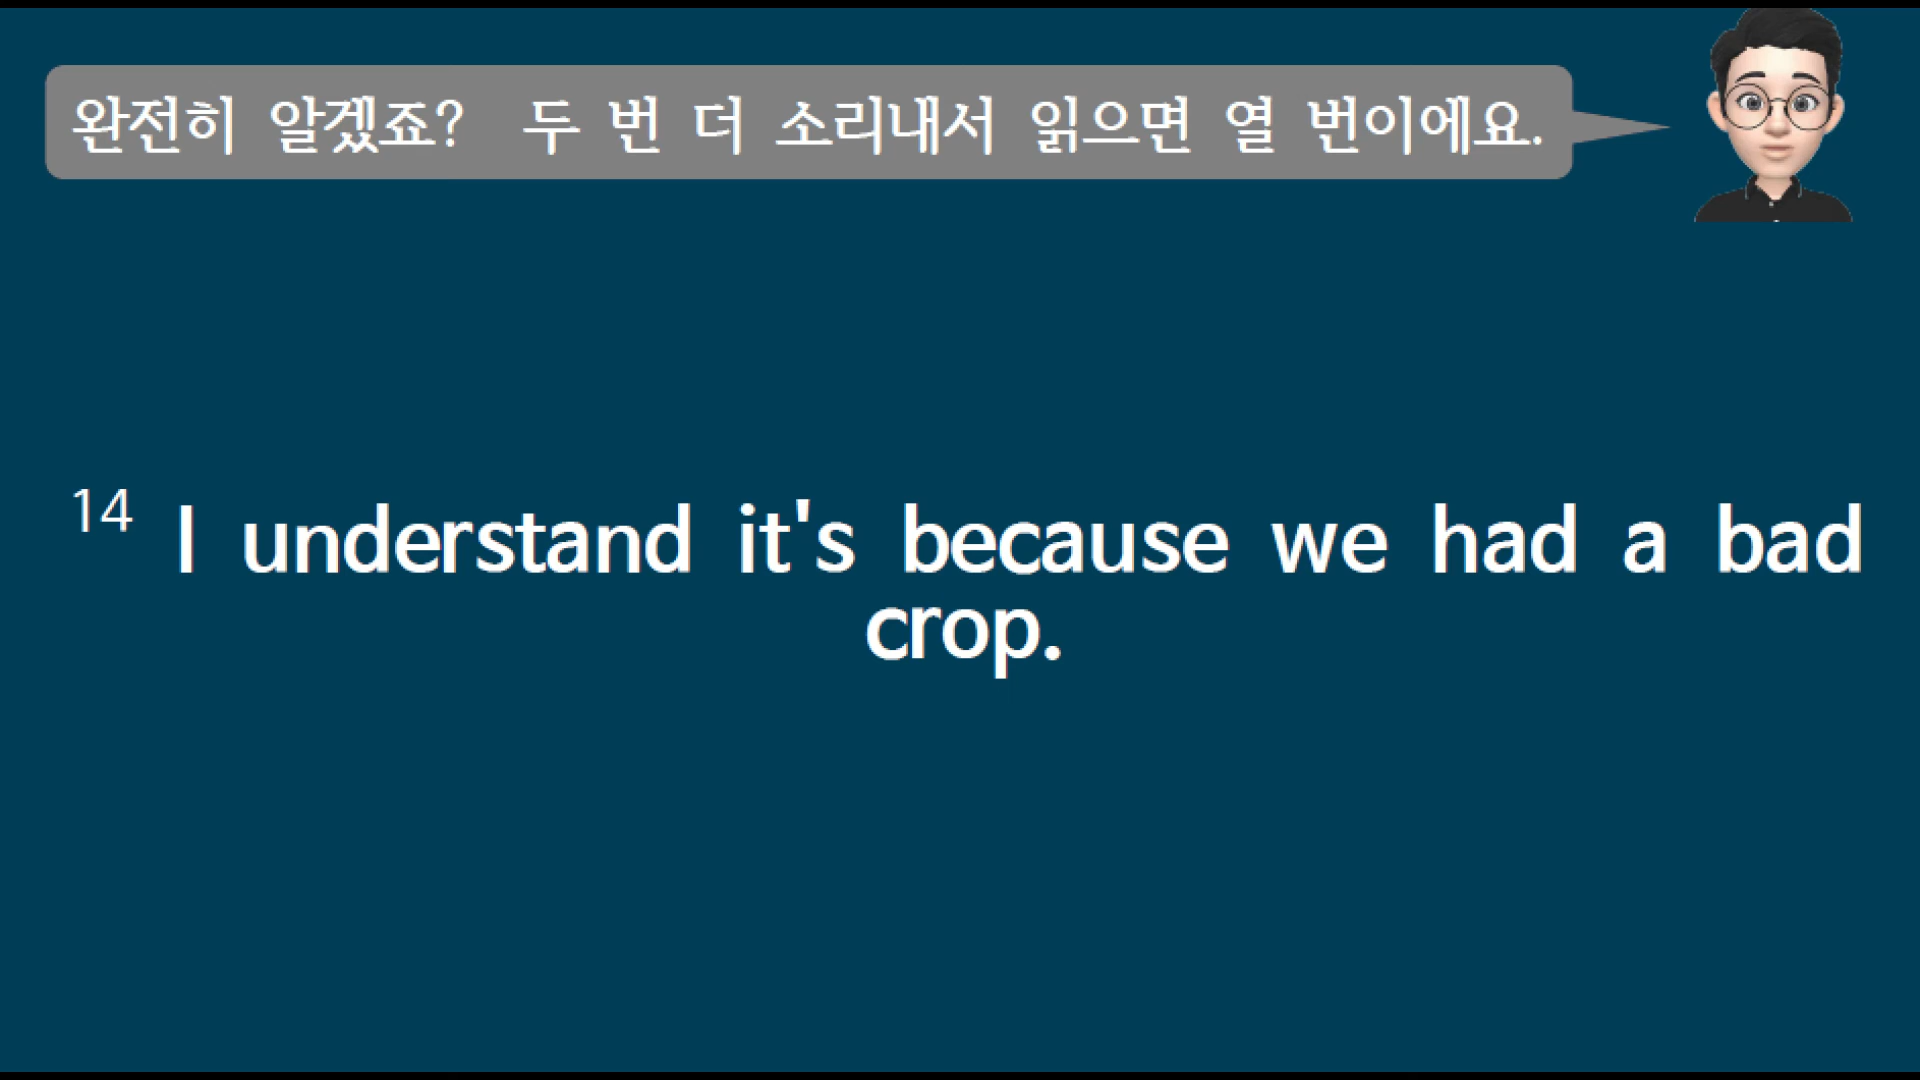 완전히 알겠죠? 두 번 더 소리내서 읽으면 열 번이에요.
14 I understand it's because we had a bad
crop.